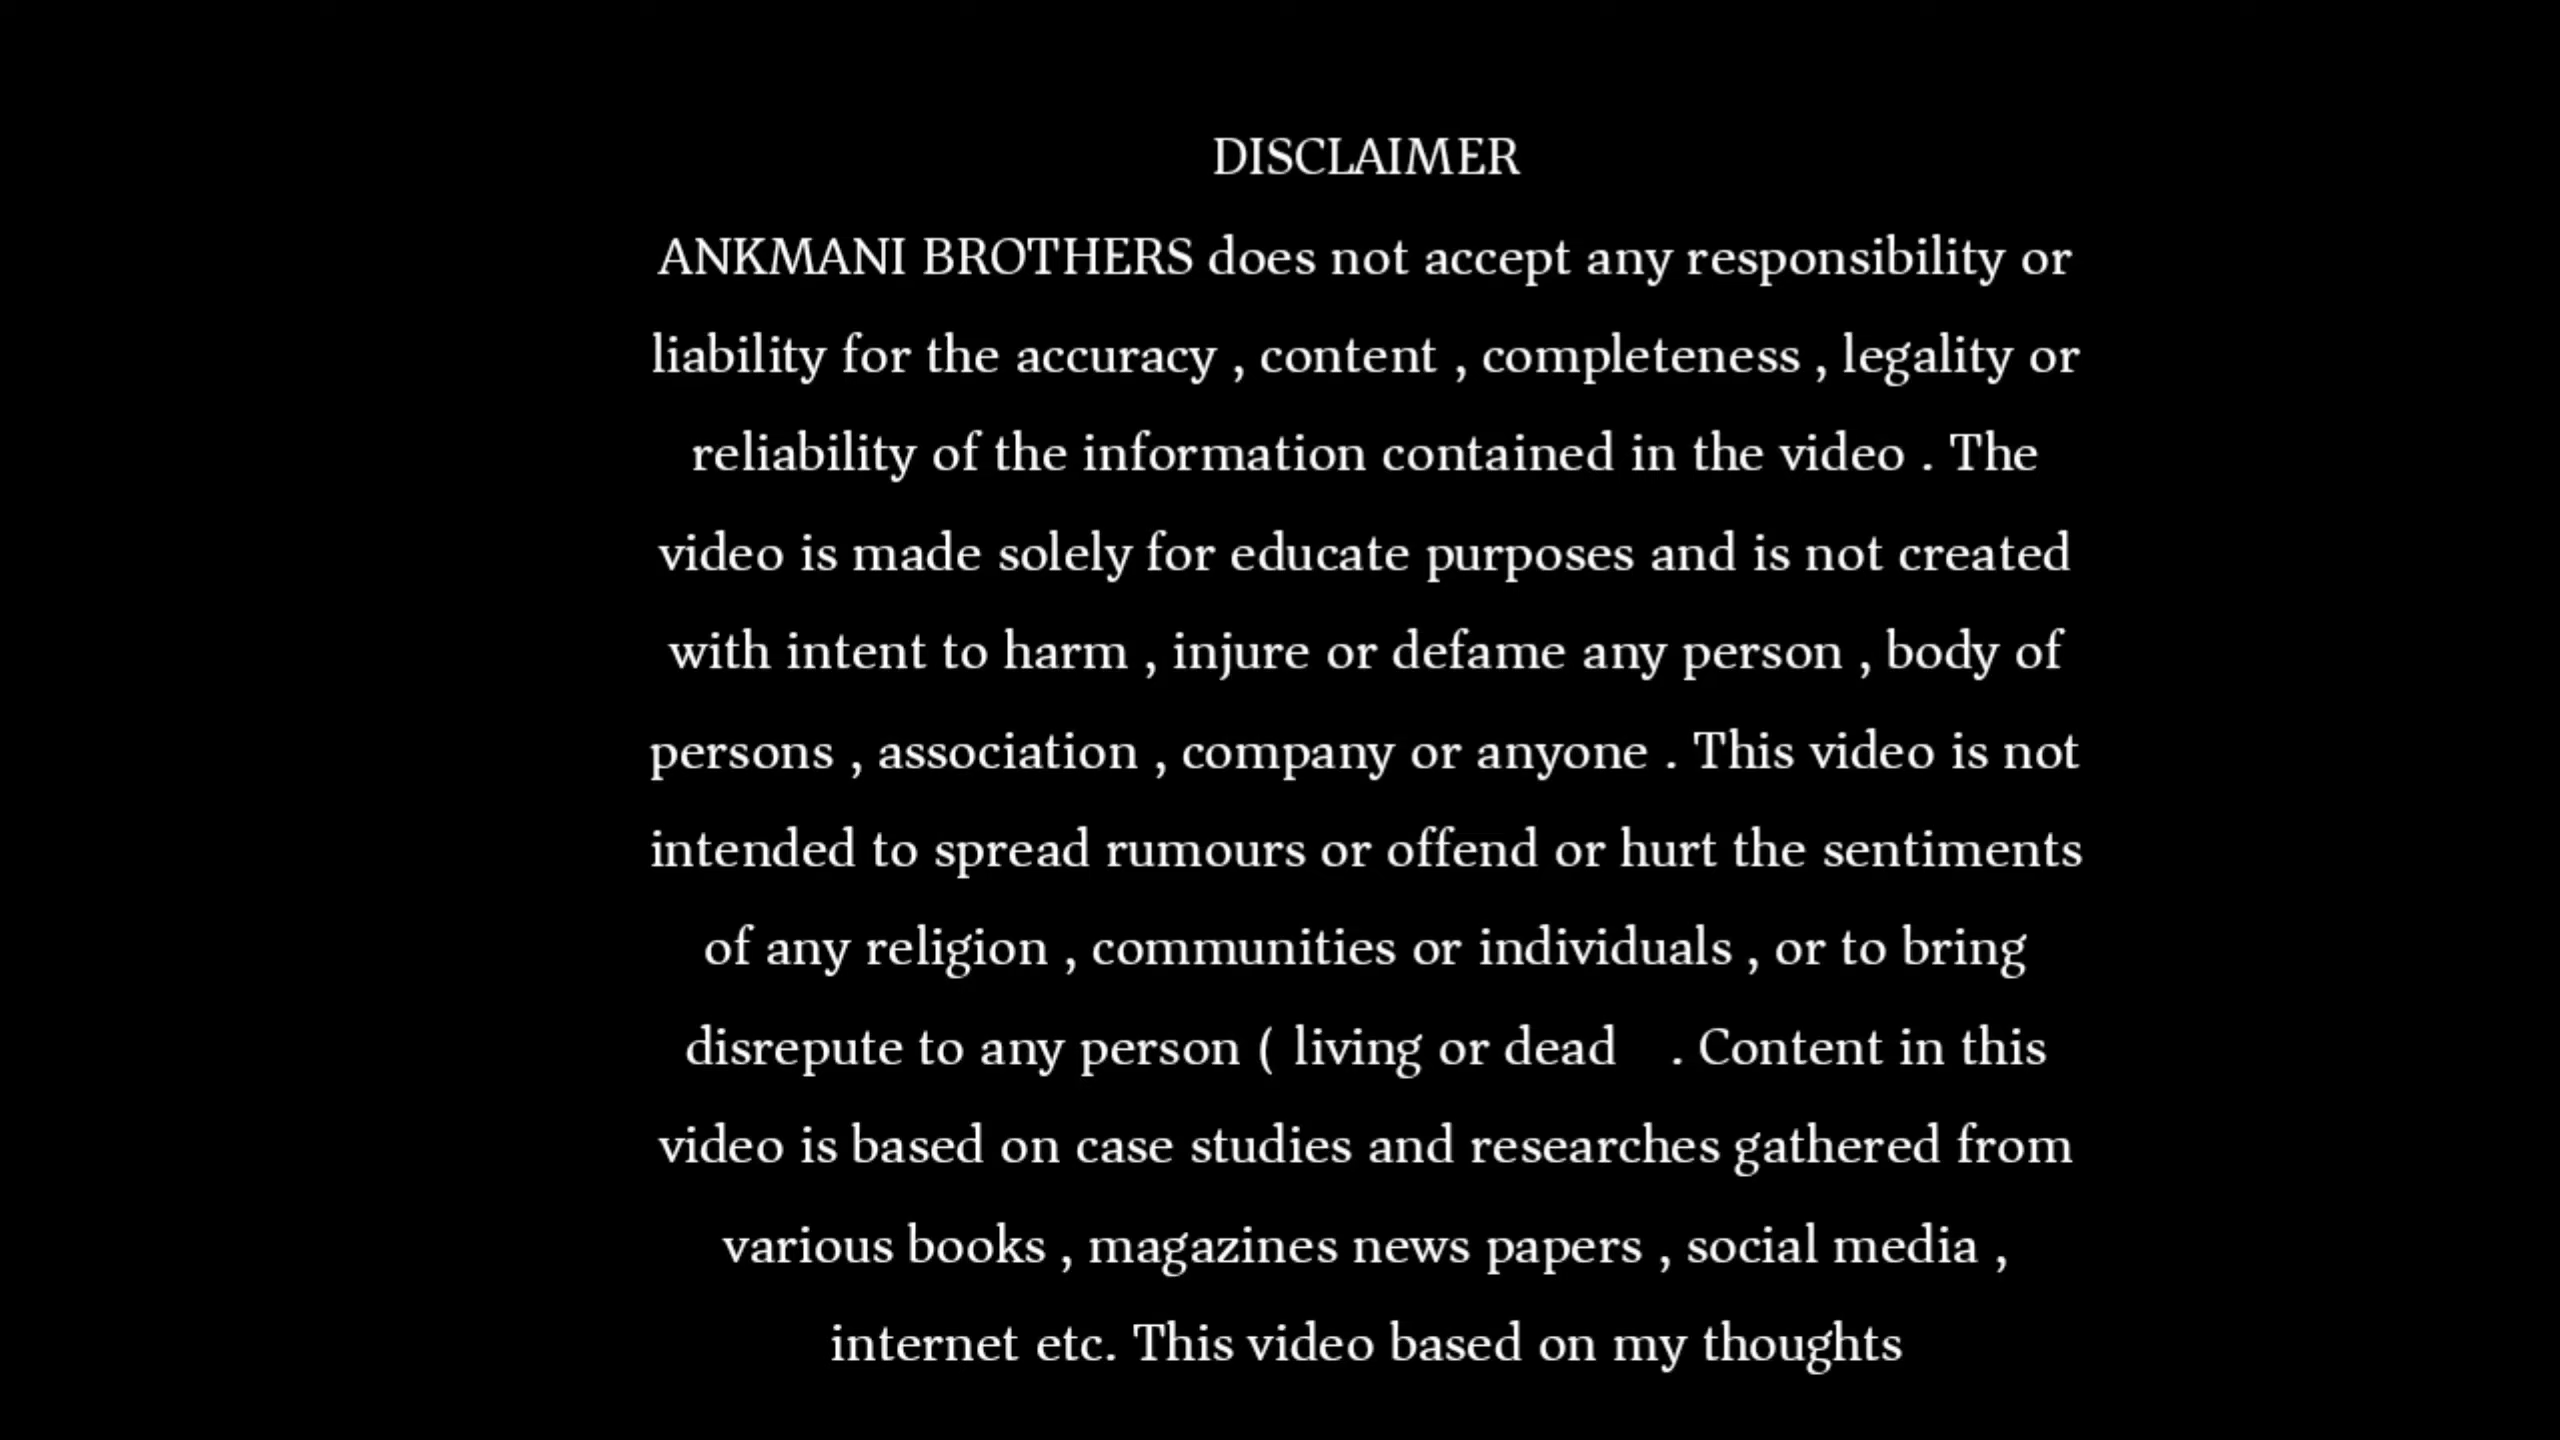 DISCLAIMER
ANKMANI BROTHERS does not accept any responsibility or
liability for the accuracy , content , completeness , legality or
reliability of the information contained in the video . The
video is made solely for educate purposes and is not created
with intent to harm , injure or defame any person , body of
persons , association , company or anyone . This video is not
intended to spread rumours or offend or hurt the sentiments
of any religion , communities or individuals , or to bring
disrepute to any person ( living or dead . Content in this
video is based on case studies and researches gathered from
various books , magazines news papers , social media ,
internet etc. This video based on my thoughts